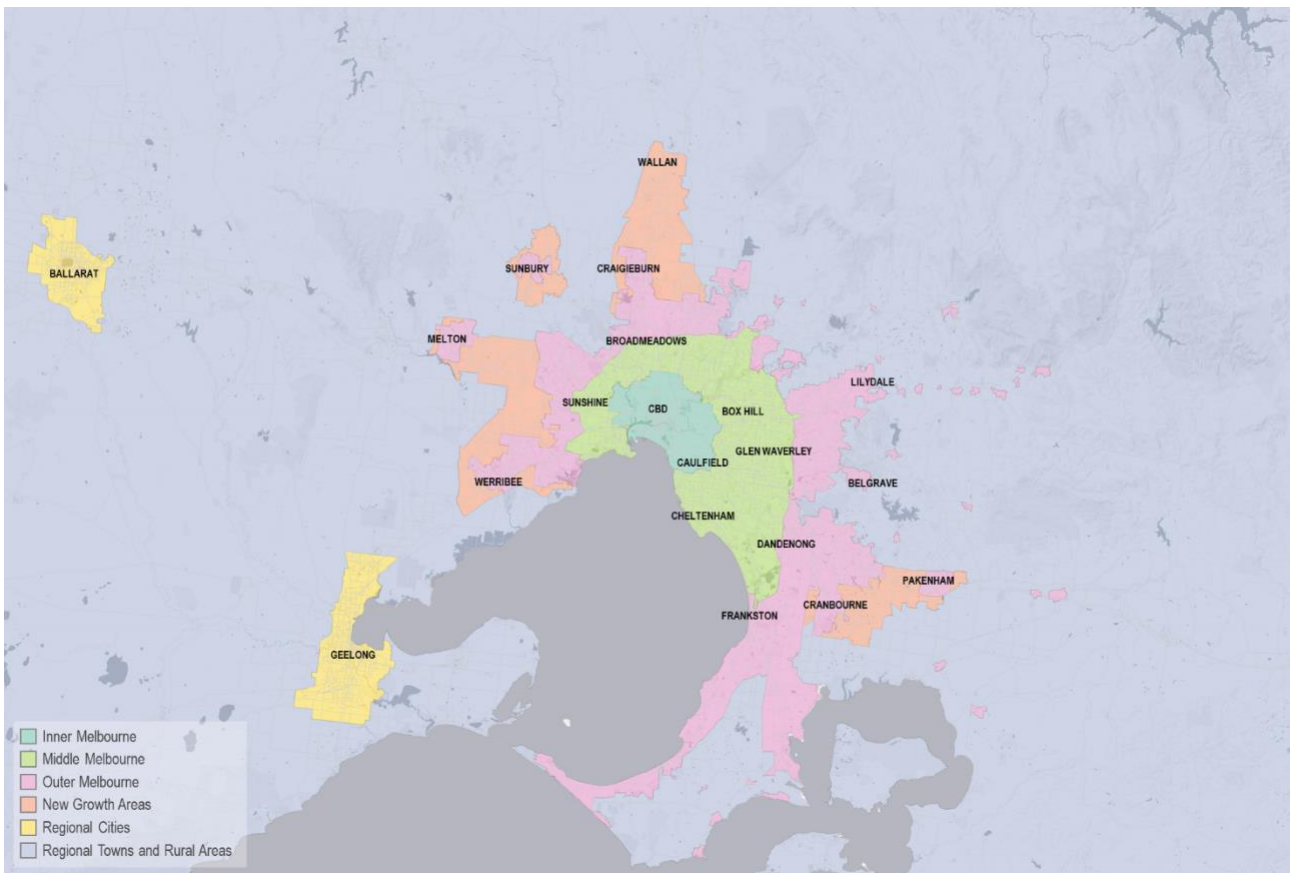 WALLAN
BALLARAT
SUNBURY
CRAIGIEBURN
MELTON
BROADMEADOWS
LILYDALE
SUNSHINE
CBD
BOX HILL
GLEN WAVERLEY
CAULFIELD
WERRIBEE
BELGRAVE
CHELTENHAM
DANDENONG
PAKENHAM
CRANBOURNE
FRANKSTON
GEELONG
Inner Melbourne
Middle Melbourne
Outer Melbourne
New Growth Areas
Regional Cities
Regional Towns and Rural Areas